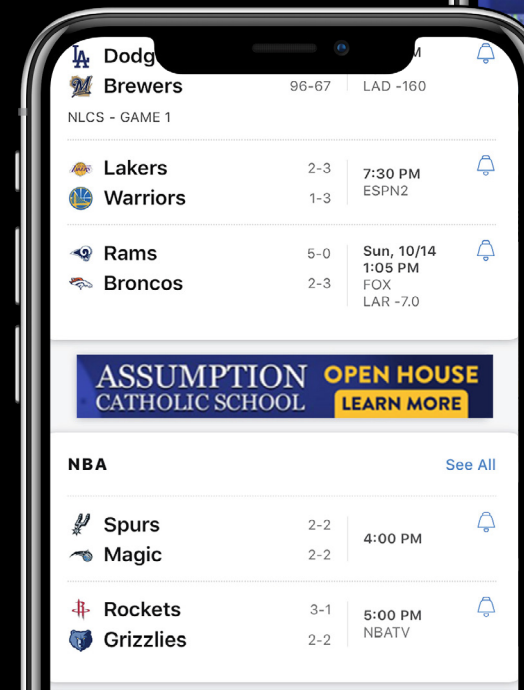 Dodg
Brewers 96-67 LAD -160
NLCS - GAME 1
Lakers 2-3 7:30 PM
Warriors 1-3 ESPN2
Rams 5-0 Sun, 10/14
1:05 PM
Broncos 2-3 FOX
LAR -7.0
ASSUMPTION
CATHOLIC SCHOOL
OPEN HOUSE
LEARN MORE
NBA See All
Spurs 2-2 4:00 PM
Magic 2-2
Rockets 3-1 5:00 PM
Grizzlies 2-2 NBATV